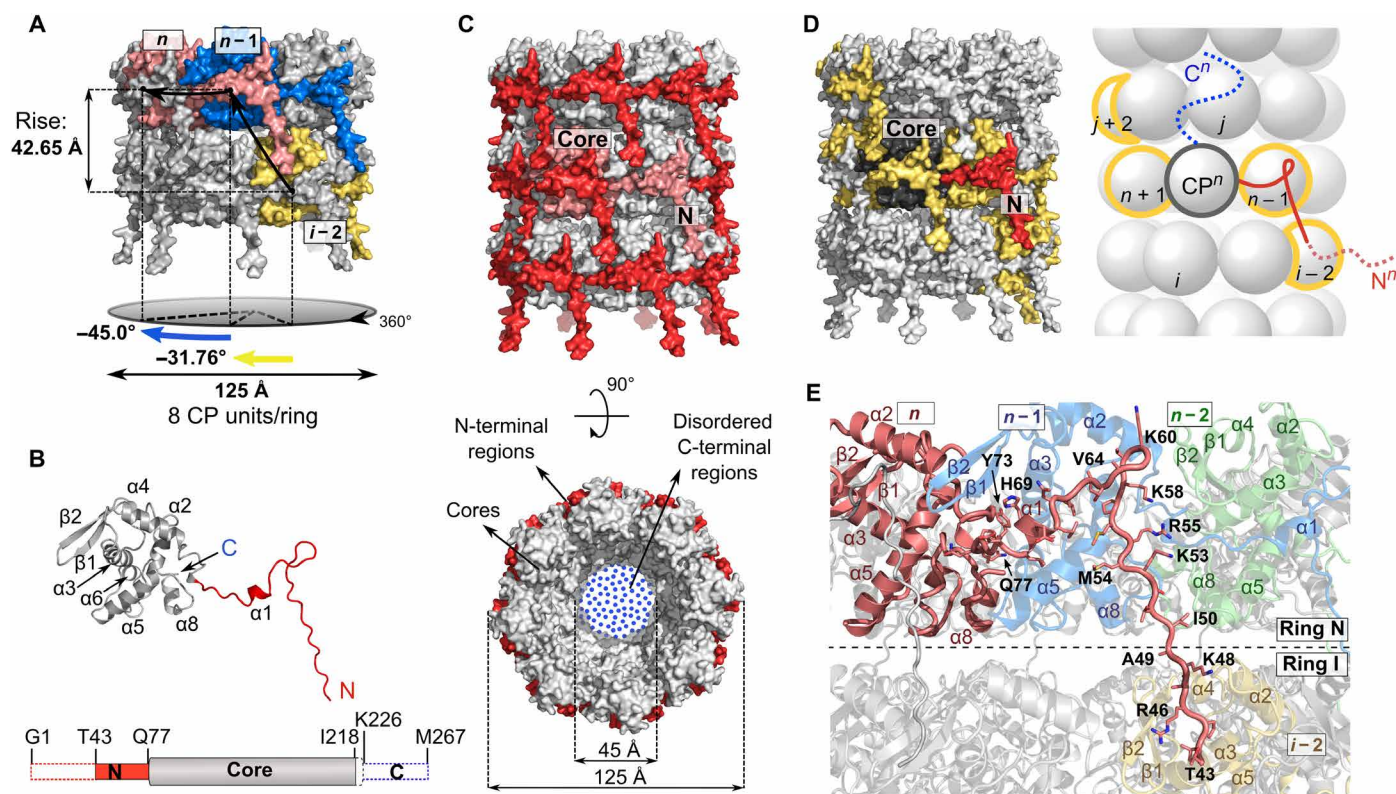 A
n
n – 1
Rise:
42.65 Å
i – 2
360°
–45.0°
–31.76°
125 Å
8 CP units/ring
B
α4
α2
β2
C
β1
α3
α6
α1
α5
α8
N
K226
G1
T43
Q77
I218
M267
N
Core
C
C
Core
N
90°
N-terminal
regions
Disordered
C-terminal
regions
Cores
45 Å
125 Å
D
Core
N
Cⁿ
j + 2
j
n + 1
CPⁿ
n – 1
i
i – 2
Nⁿ
E
α2
n
n – 1
n – 2
α2
K60
α4
α2
β1
β2
β2
Y73
α3
V64
β1
H69
α3
β1
α1
K58
α3
R55
α1
K53
α5
Q77
α5
M54
α8
α5
α8
α8
I50
Ring N
A49
K48
Ring I
α4
α2
R46
i – 2
β2
α3
β1
T43
α5